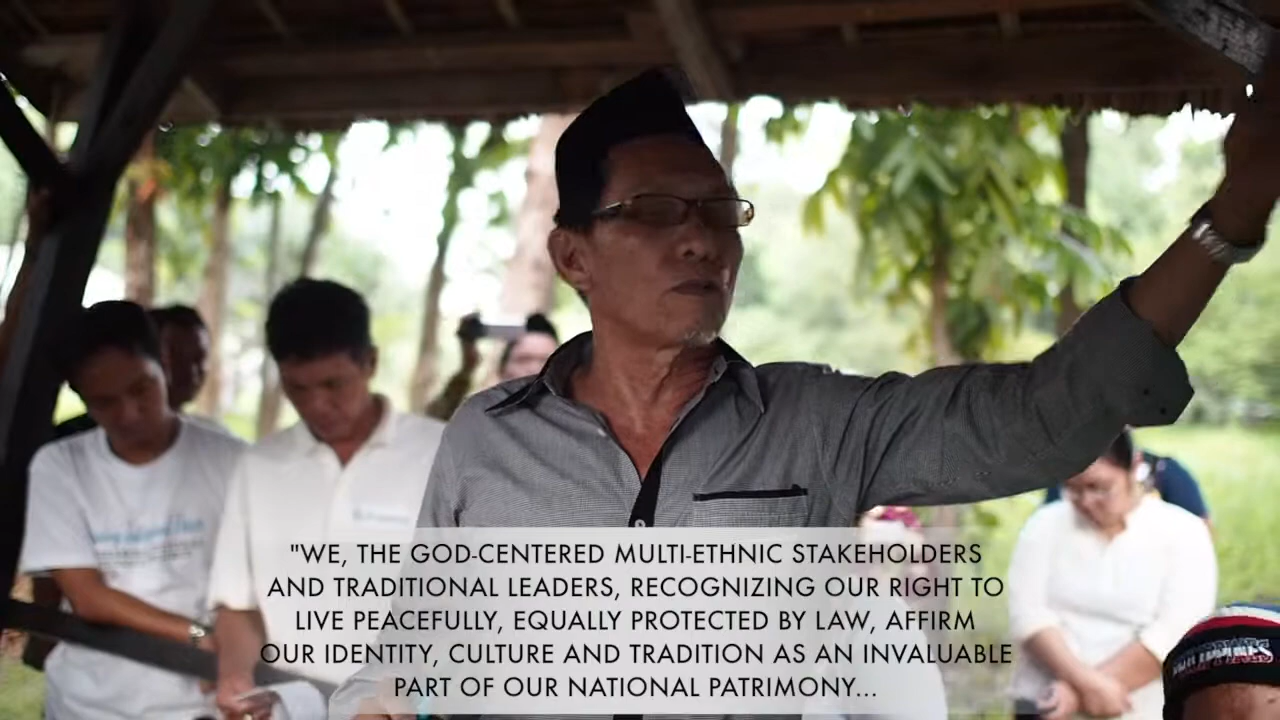 "WE, THE GOD-CENTERED MULTI-ETHNIC STAKEHOLDERS
AND TRADITIONAL LEADERS, RECOGNIZING OUR RIGHT TO
LIVE PEACEFULLY, EQUALLY PROTECTED BY LAW, AFFIRM
OUR IDENTITY, CULTURE AND TRADITION AS AN INVALUABLE
PART OF OUR NATIONAL PATRIMONY...